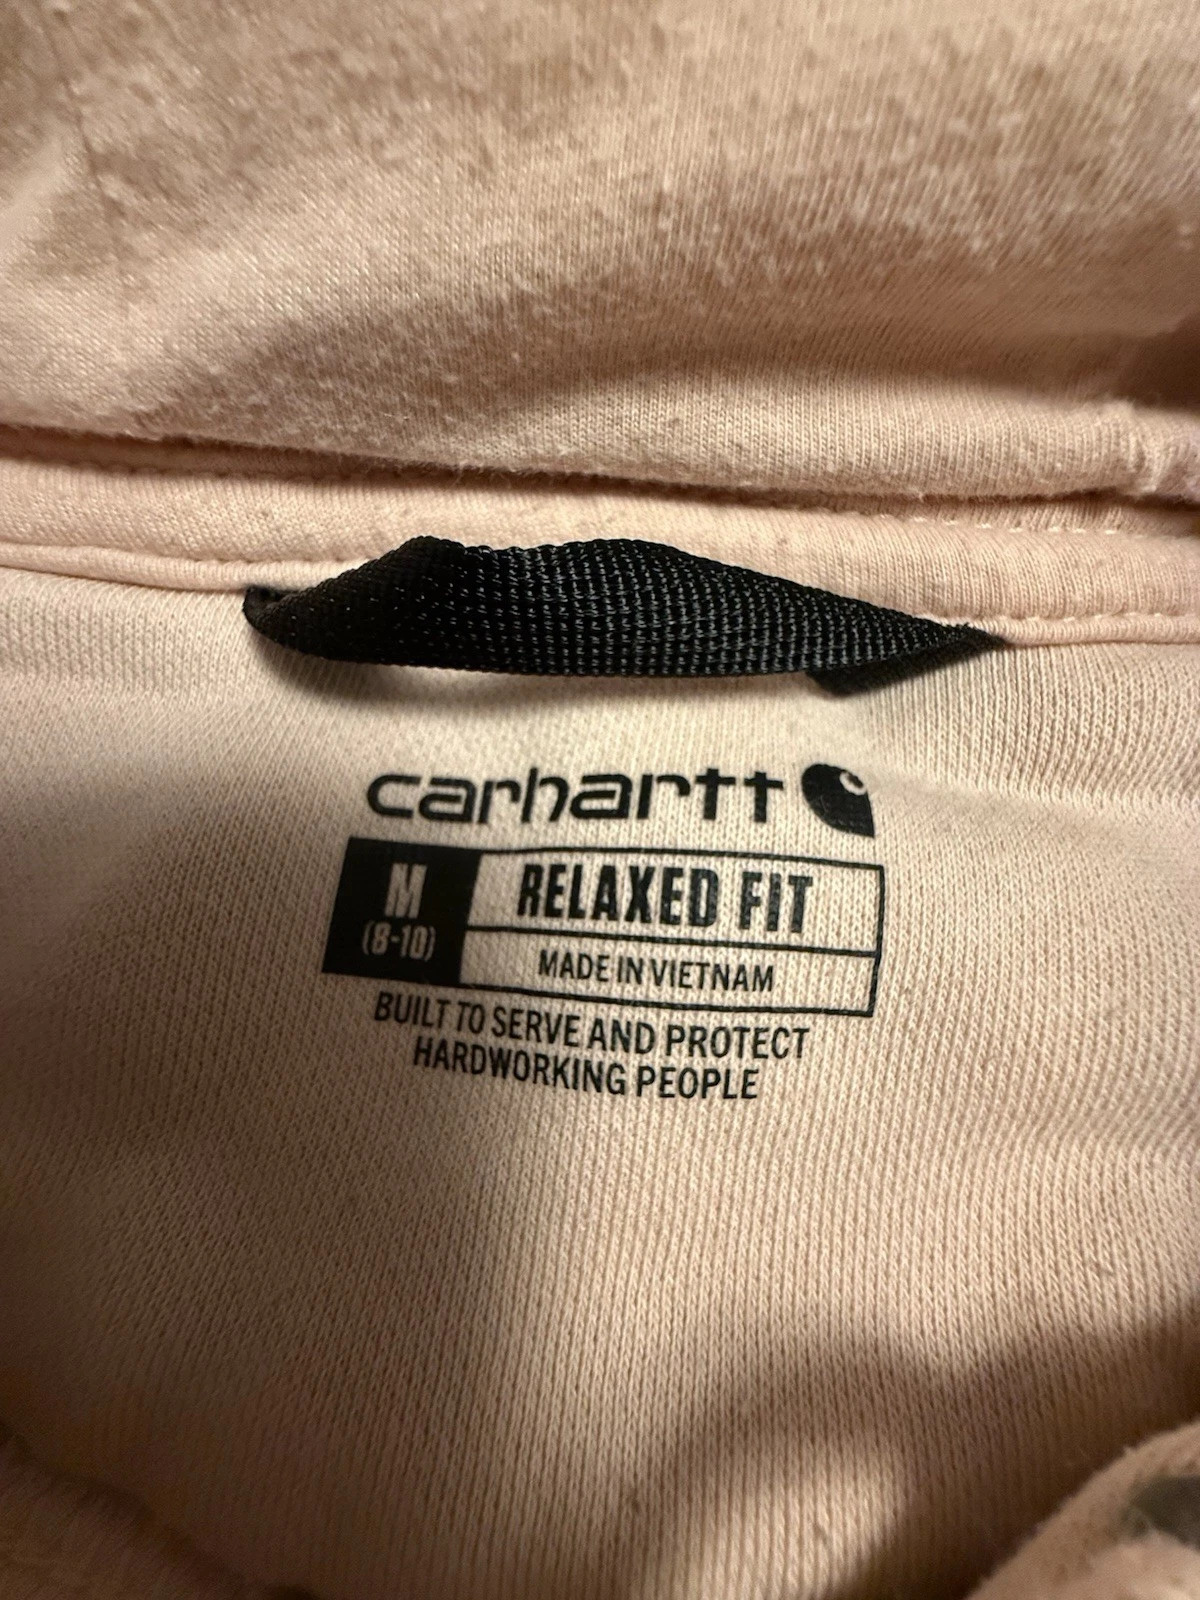 carhartt
M
(8-10)
RELAXED FIT
MADE IN VIETNAM
BUILT TO SERVE AND PROTECT
HARDWORKING PEOPLE